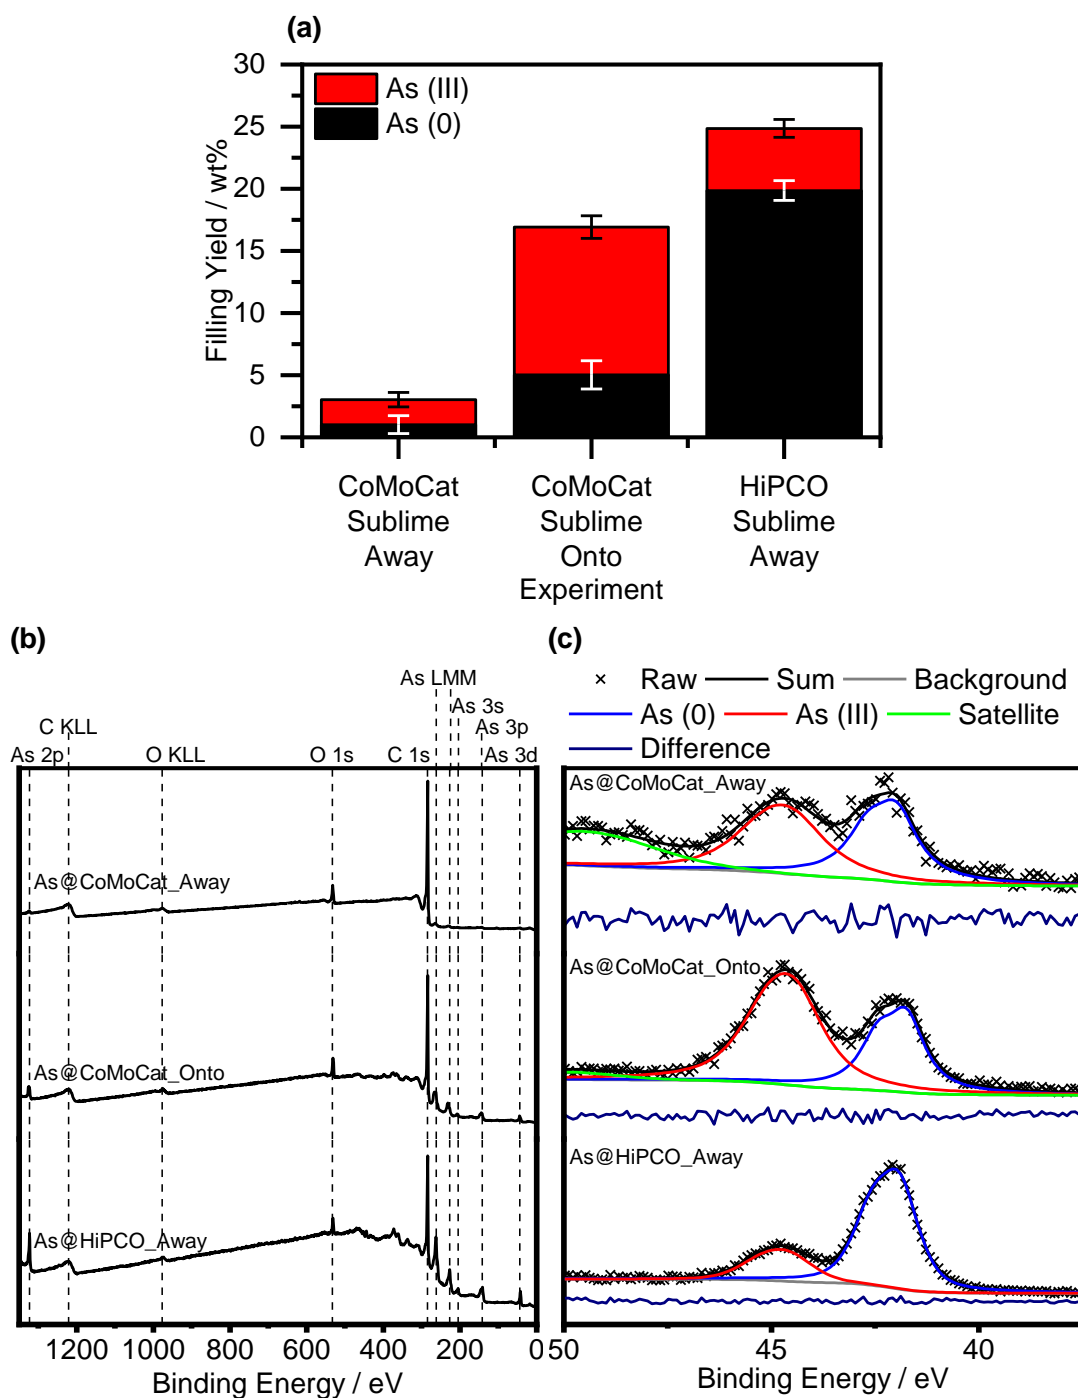 (a)
30
25
20
15
10
5
0
Filling Yield / wt%
As (III)
As (0)
CoMoCat
Sublime
Away
CoMoCat
Sublime
Onto
Experiment
HiPCO
Sublime
Away
(b)
As LMM
As 3s
C KLL
As 3p
As 2p
O KLL
O 1s
C 1s
As 3d
As@CoMoCat_Away
As@CoMoCat_Onto
As@HiPCO_Away
1200 1000 800 600 400 200 0
Binding Energy / eV
(c)
× Raw Sum Background
As (0) As (III) Satellite
Difference
As@CoMoCat_Away
As@CoMoCat_Onto
As@HiPCO_Away
50 45 40
Binding Energy / eV